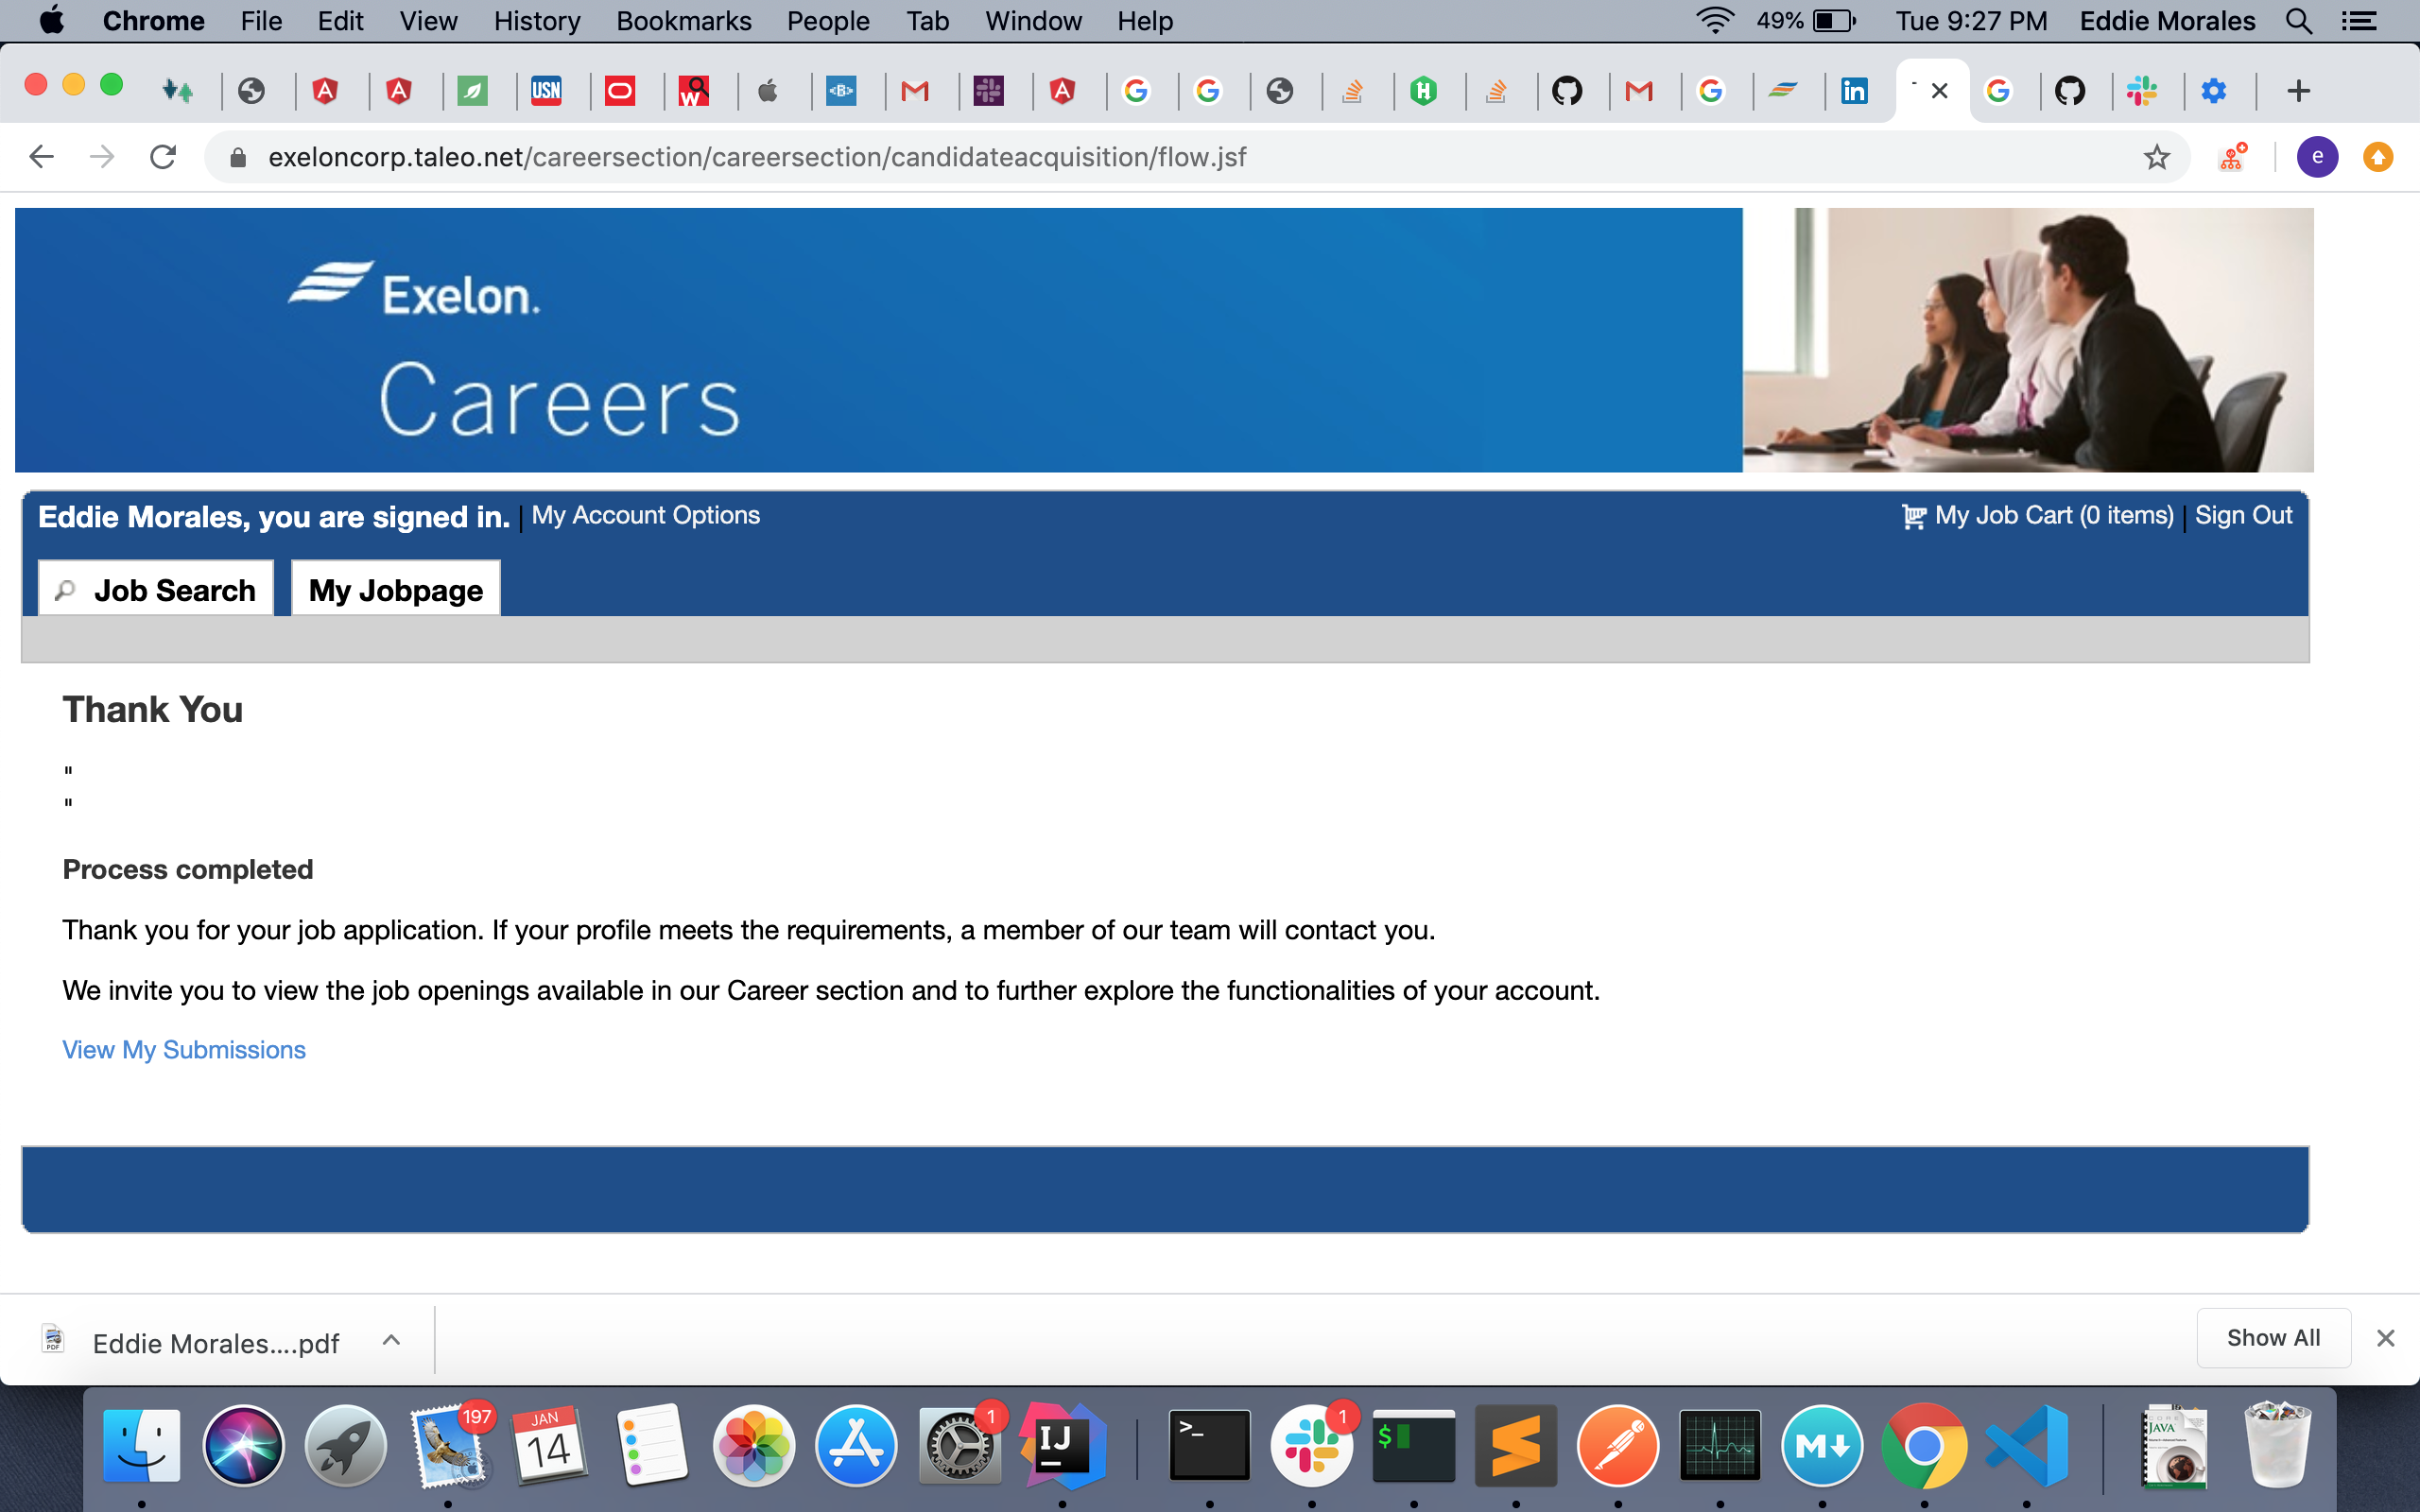 Chrome File Edit View History Bookmarks People Tab Window Help 49% Tue 9:27 PM Eddie Morales
USN
W
<B>
H
in
-
exeloncorp.taleo.net/careersection/careersection/candidateacquisition/flow.jsf
e
Exelon.
Careers
Eddie Morales, you are signed in. | My Account Options My Job Cart (0 items) | Sign Out
Job Search My Jobpage
Thank You
"
"
Process completed
Thank you for your job application. If your profile meets the requirements, a member of our team will contact you.
We invite you to view the job openings available in our Career section and to further explore the functionalities of your account.
View My Submissions
PDF
Eddie Morales....pdf
Show All
197
JAN
14
1
IJ
>_
1
$
M
JAVA